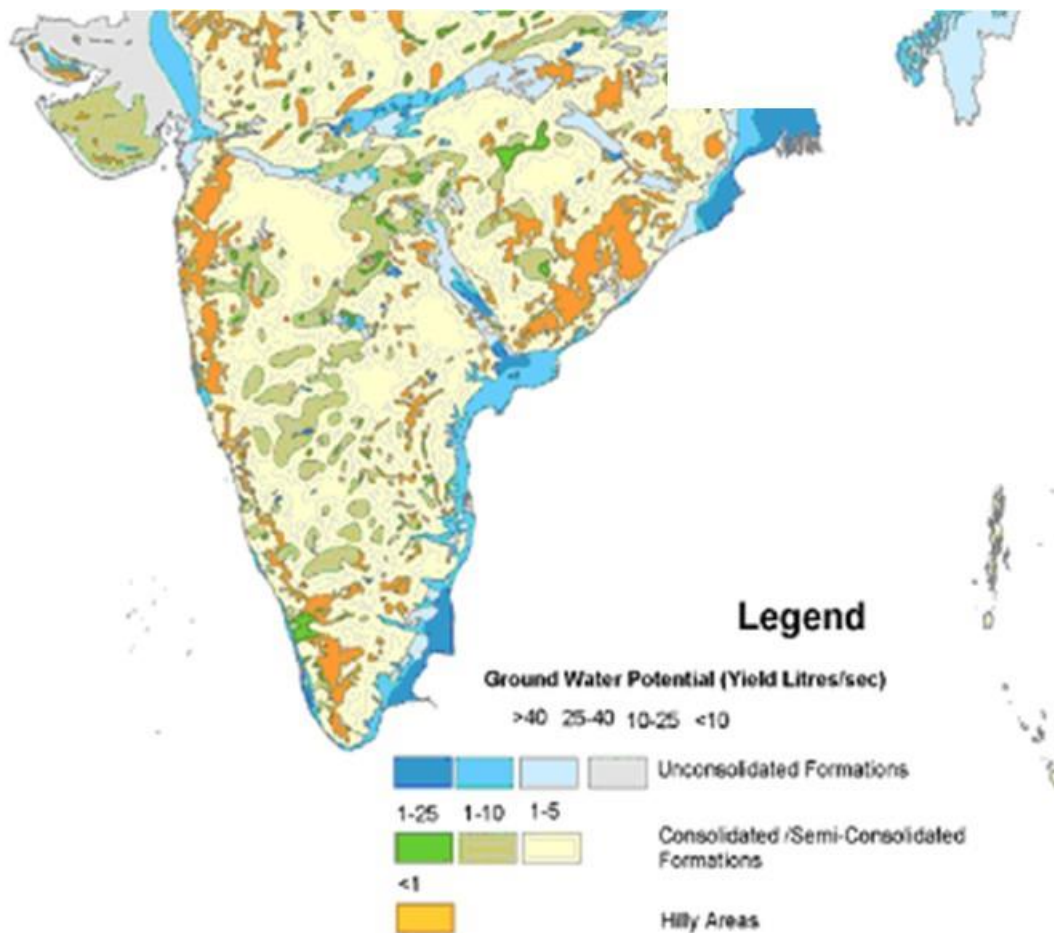 Legend
Ground Water Potential (Yield Litres/sec)
>40 25-40 10-25 <10
Unconsolidated Formations
1-25 1-10 1-5
Consolidated /Semi-Consolidated
Formations
<1
Hilly Areas